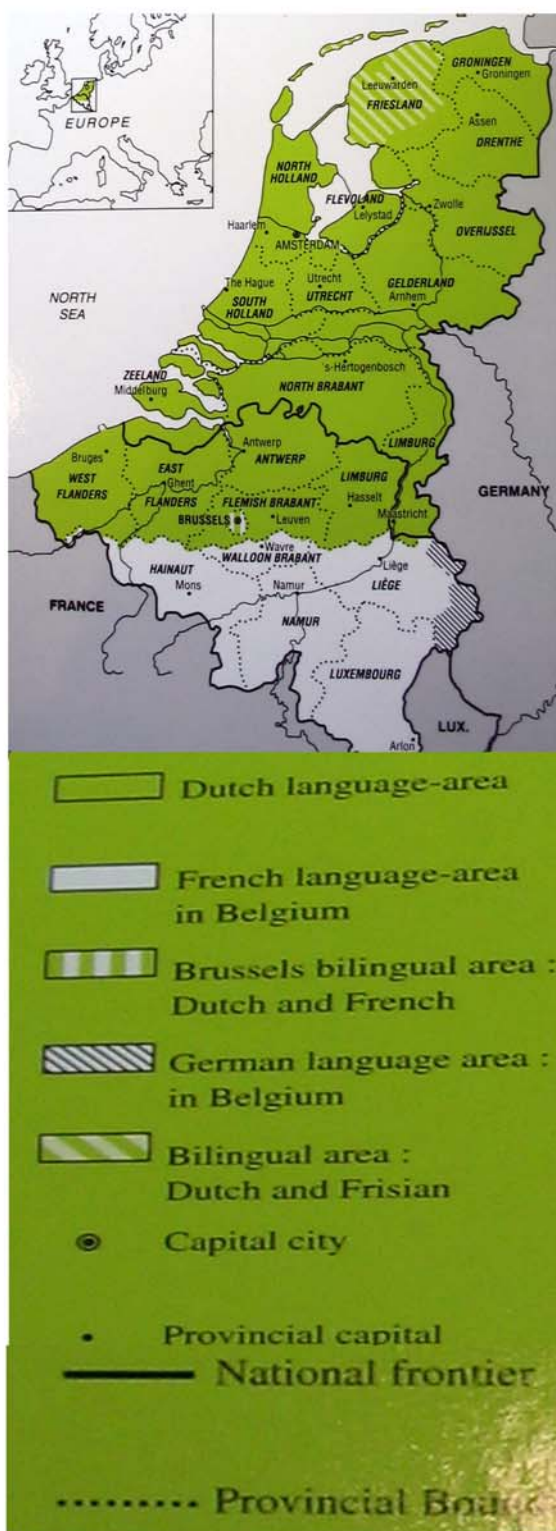 EUROPE
NORTH
SEA
GRONINGEN
Groningen
Leeuwarden
FRIESLAND
Assen
DRENTHE
NORTH
HOLLAND
FLEVOLAND
Lelystad
Zwolle
OVERIJSSEL
Haarlem
AMSTERDAM
The Hague
Utrecht
UTRECHT
GELDERLAND
Arnhem
SOUTH
HOLLAND
ZEELAND
Middelburg
's-Hertogenbosch
NORTH BRABANT
LIMBURG
GERMANY
Antwerp
ANTWERP
Bruges
WEST
FLANDERS
EAST
Ghent
FLANDERS
FLEMISH BRABANT
LIMBURG
Hasselt
BRUSSELS
Leuven
Maastricht
Wavre
WALLOON BRABANT
Liège
HAINAUT
Mons
Namur
LIÈGE
FRANCE
NAMUR
LUXEMBOURG
LUX.
Arlon
Dutch language-area
French language-area
in Belgium
Brussels bilingual area :
Dutch and French
German language area :
in Belgium
Bilingual area :
Dutch and Frisian
Capital city
Provincial capital
National frontier
Provincial